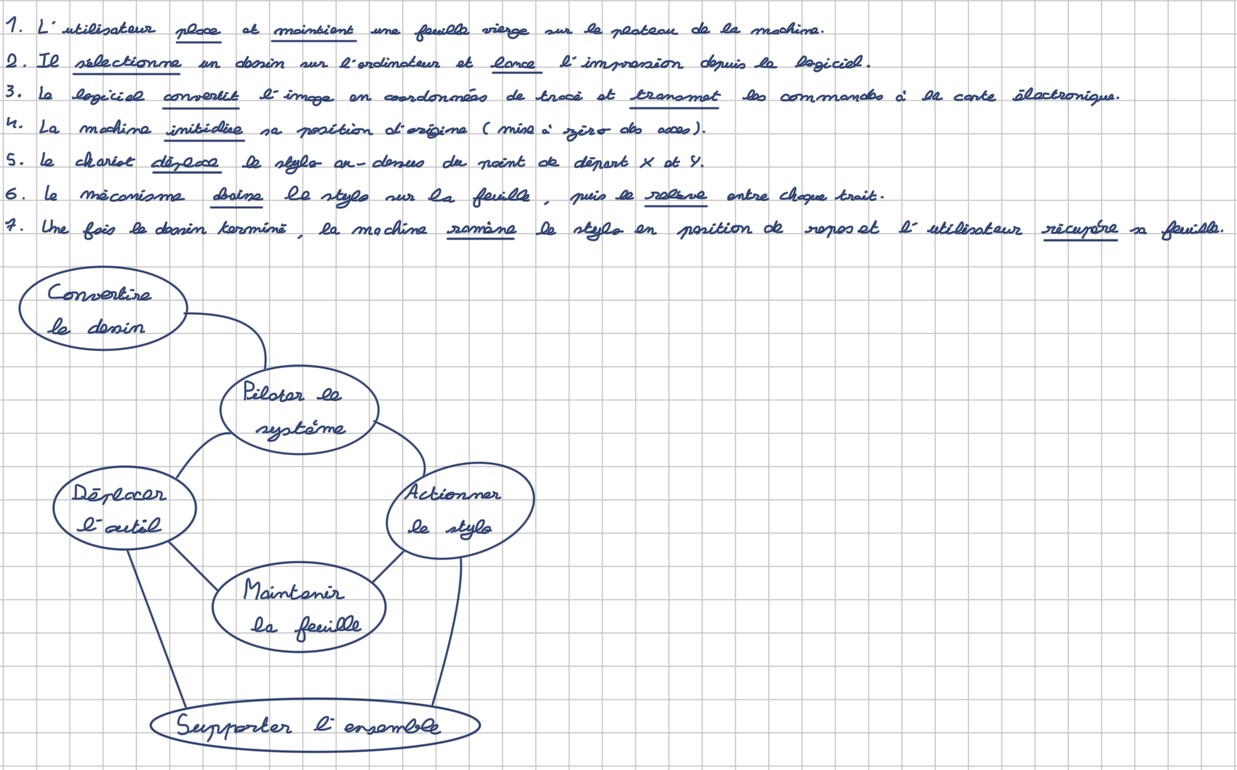 1. L'utilisateur place et maintient une feuille vierge sur le plateau de la machine.
2. Il sélectionne un dessin sur l'ordinateur et lance l'impression depuis le logiciel.
3. Le logiciel convertit l'image en coordonnées de tracé et transmet les commandes à la carte électronique.
4. La machine initialise sa position d'origine (mise à zéro des axes).
5. Le chariot déplace le stylo au-dessus du point de départ X et Y.
6. Le mécanisme baisse le stylo sur la feuille, puis le relève entre chaque trait.
7. Une fois le dessin terminé, la machine ramène le stylo en position de repos et l'utilisateur récupère sa feuille.
Convertire
le dessin
Piloter le
système
Déplacer
l'outil
Actionner
le stylo
Maintenir
la feuille
Supporter l'ensemble